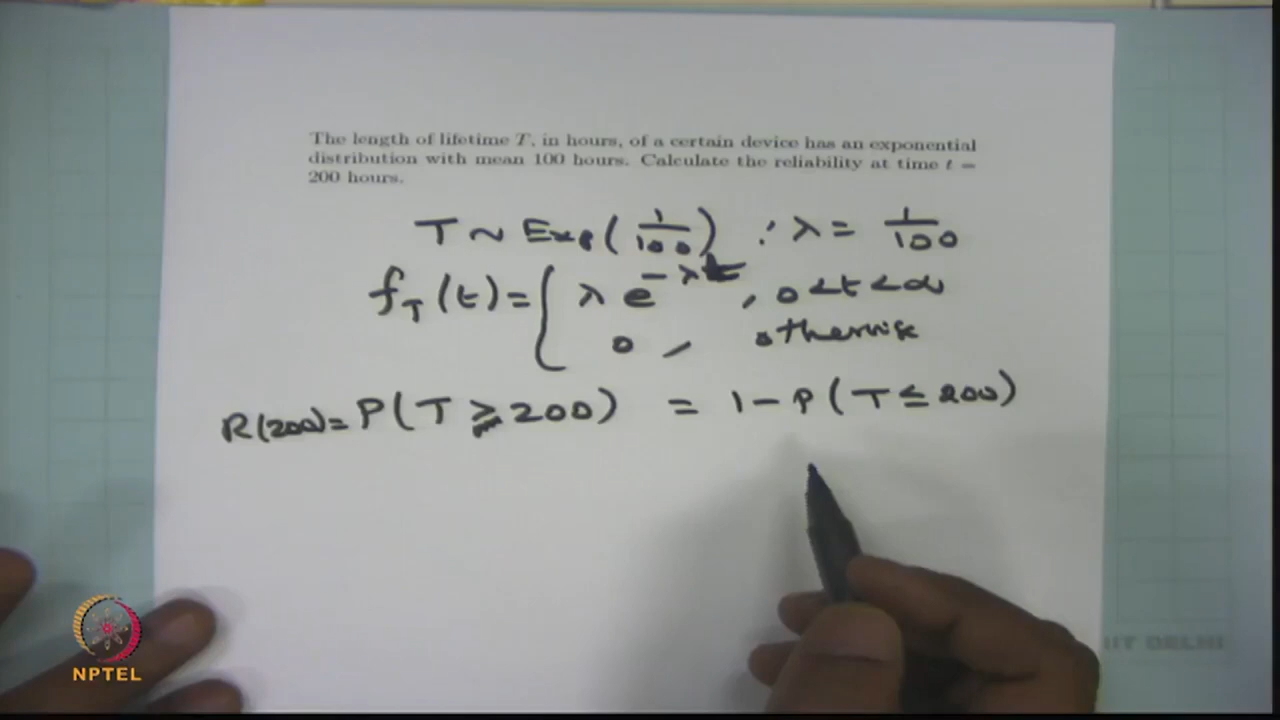 The length of lifetime T, in hours, of a certain device has an exponential
distribution with mean 100 hours. Calculate the reliability at time t =
200 hours.
T ~ Exp(1/100) ∵ λ = 1/100
f_T(t) = { λ e^{-λt} , 0 < t < ∞
0 , otherwise
R(200) = P(T ≥ 200) = 1 - P(T ≤ 200)
IIT DELHI
NPTEL